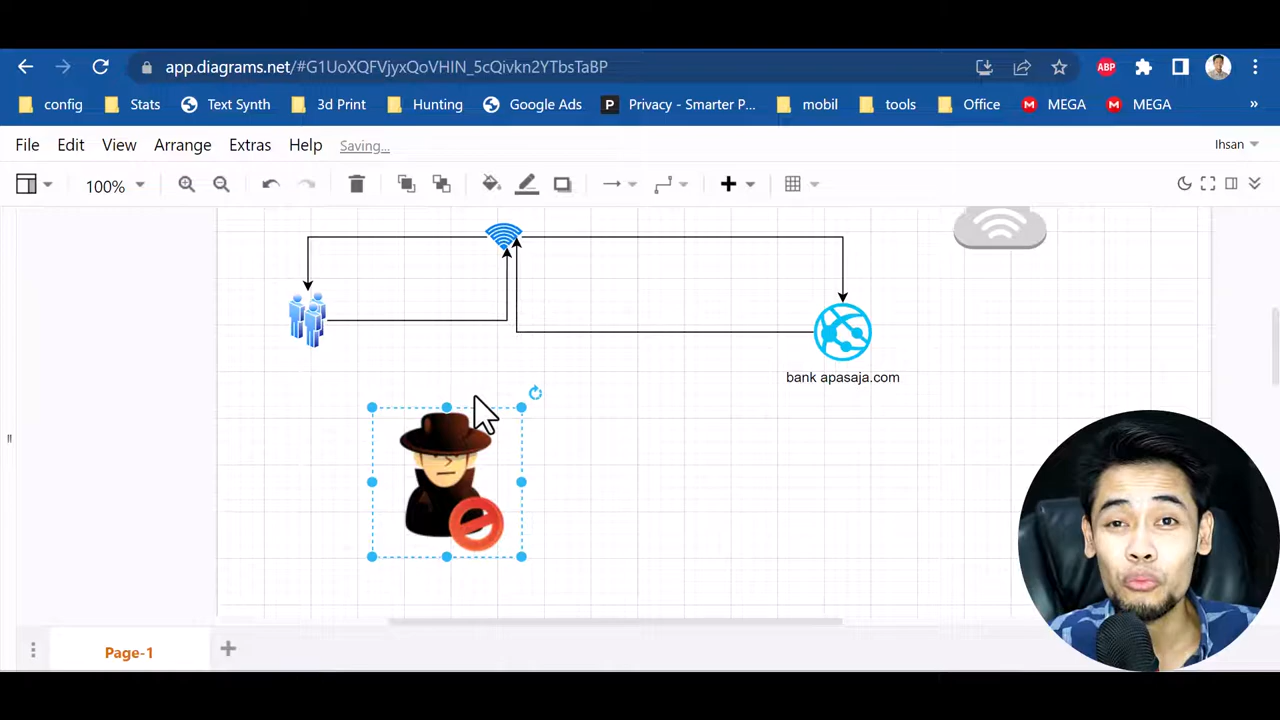 app.diagrams.net/#G1UoXQFVjyxQoVHIN_5cQivkn2YTbsTaBP
ABP
config Stats Text Synth 3d Print Hunting Google Ads P Privacy - Smarter P... mobil tools Office M MEGA M MEGA »
File Edit View Arrange Extras Help Saving... Ihsan
100%
bank apasaja.com
Page-1